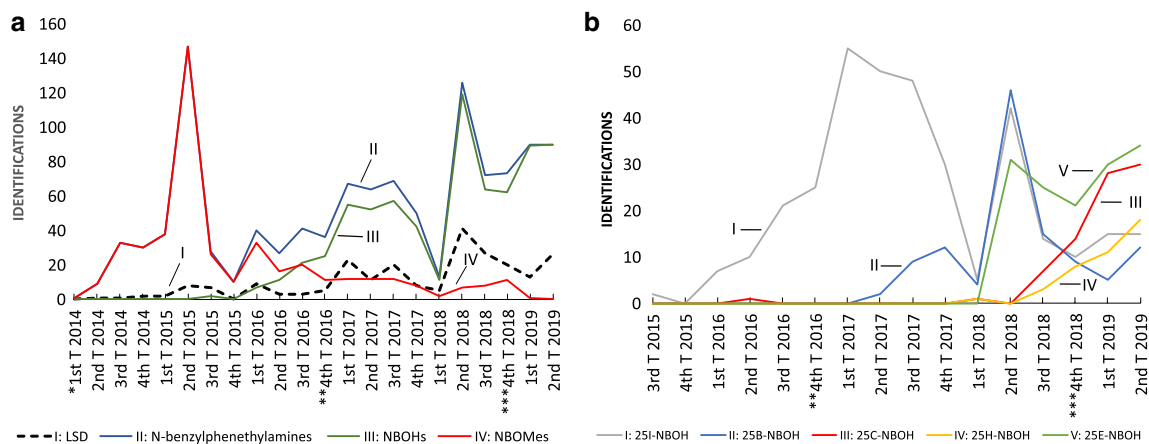 a
160
140
120
100
80
60
40
20
0
IDENTIFICATIONS
I
II
III
IV
*1st T 2014
2nd T 2014
3rd T 2014
4th T 2014
1st T 2015
2nd T 2015
3rd T 2015
4th T 2015
1st T 2016
2nd T 2016
3rd T 2016
**4th T 2016
1st T 2017
2nd T 2017
3rd T 2017
4th T 2017
1st T 2018
2nd T 2018
3rd T 2018
***4th T 2018
1st T 2019
2nd T 2019
I: LSD II: N-benzylphenethylamines III: NBOHs IV: NBOMes
b
60
50
40
30
20
10
0
IDENTIFICATIONS
I
II
V
III
IV
3rd T 2015
4th T 2015
1st T 2016
2nd T 2016
3rd T 2016
**4th T 2016
1st T 2017
2nd T 2017
3rd T 2017
4th T 2017
1st T 2018
2nd T 2018
3rd T 2018
***4th T 2018
1st T 2019
2nd T 2019
I: 25I-NBOH II: 25B-NBOH III: 25C-NBOH IV: 25H-NBOH V: 25E-NBOH